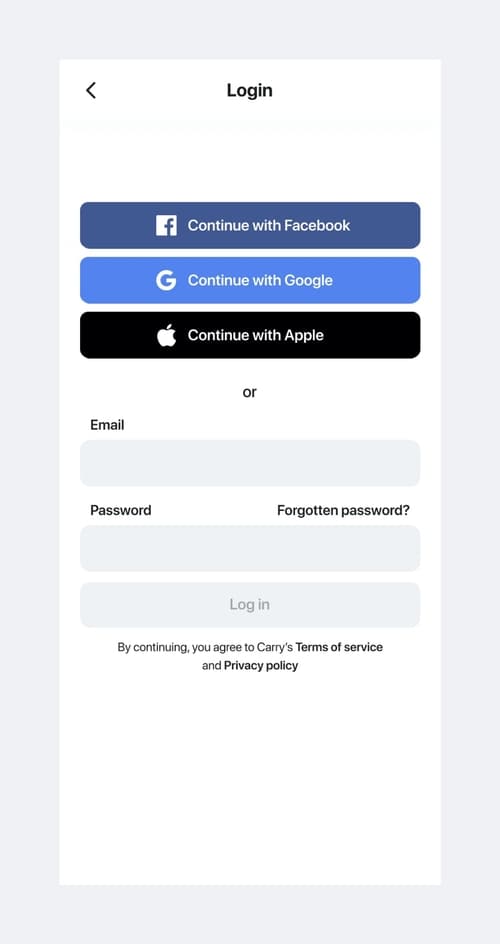 Login
Continue with Facebook
Continue with Google
Continue with Apple
or
Email
Password Forgotten password?
Log in
By continuing, you agree to Carry's Terms of service
and Privacy policy